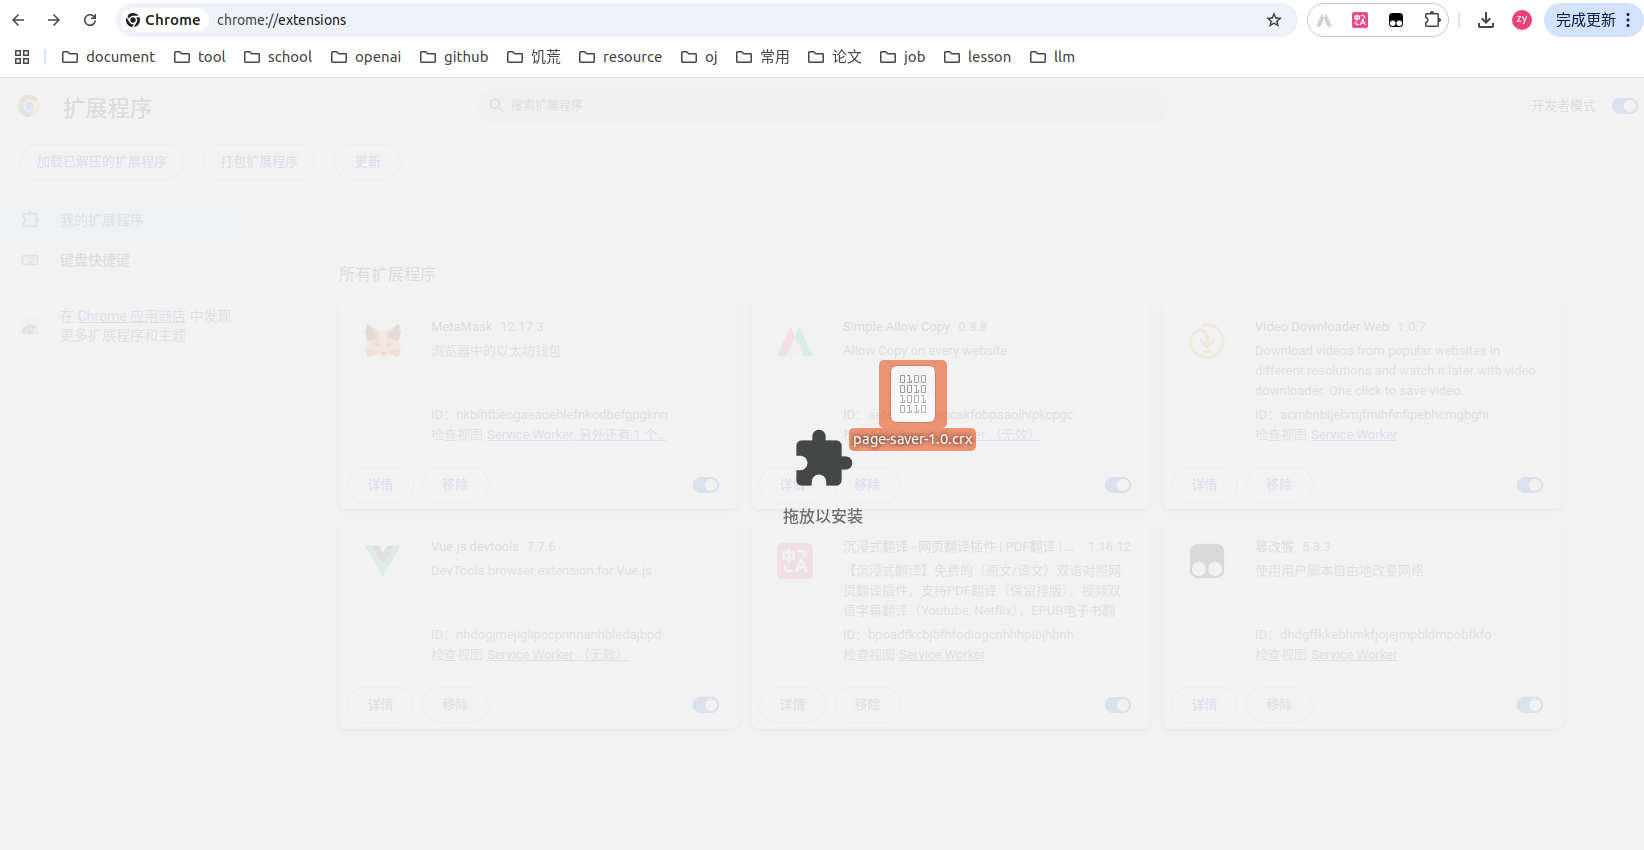 Chrome chrome://extensions zy 完成更新
document tool school openai github 饥荒 resource oj 常用 论文 job lesson llm
扩展程序 搜索扩展程序 开发者模式
加载已解压的扩展程序 打包扩展程序 更新
我的扩展程序
键盘快捷键
在 Chrome 应用商店 中发现
更多扩展程序和主题
所有扩展程序
MetaMask 12.17.3
浏览器中的以太坊钱包
ID：nkbihfbeogaeaoehlefnkodbefgpgknn
检查视图 Service Worker, 另外还有 1 个...
详情 移除
Simple Allow Copy 0.8.8
Allow Copy on every website
0100
0010
1001
0110
page-saver-1.0.crx
（无效）
详情 移除
拖放以安装
Video Downloader Web 1.0.7
Download videos from popular websites in
different resolutions and watch it later with video
downloader. One click to save video.
ID：acmbnbijebmjfmihfinfipebhcmgbghi
检查视图 Service Worker
详情 移除
Vue.js devtools 7.7.6
DevTools browser extension for Vue.js
ID：nhdogjmejiglipccpnnnanhbledajbpd
检查视图 Service Worker （无效）
详情 移除
中 A
沉浸式翻译 - 网页翻译插件 | PDF翻译 | ... 1.16.12
【沉浸式翻译】免费的（原文/译文）双语对照网
页翻译插件，支持PDF翻译（保留排版），视频双
语字幕翻译（Youtube, Netflix），EPUB电子书翻
ID：bpoadfkcbjbfhfodiogcnhhhpibjhbnh
检查视图 Service Worker
详情 移除
篡改猴 5.3.3
使用用户脚本自由地改变网络
ID：dhdgffkkebhmkfjojejmpbldmpobfkfo
检查视图 Service Worker
详情 移除